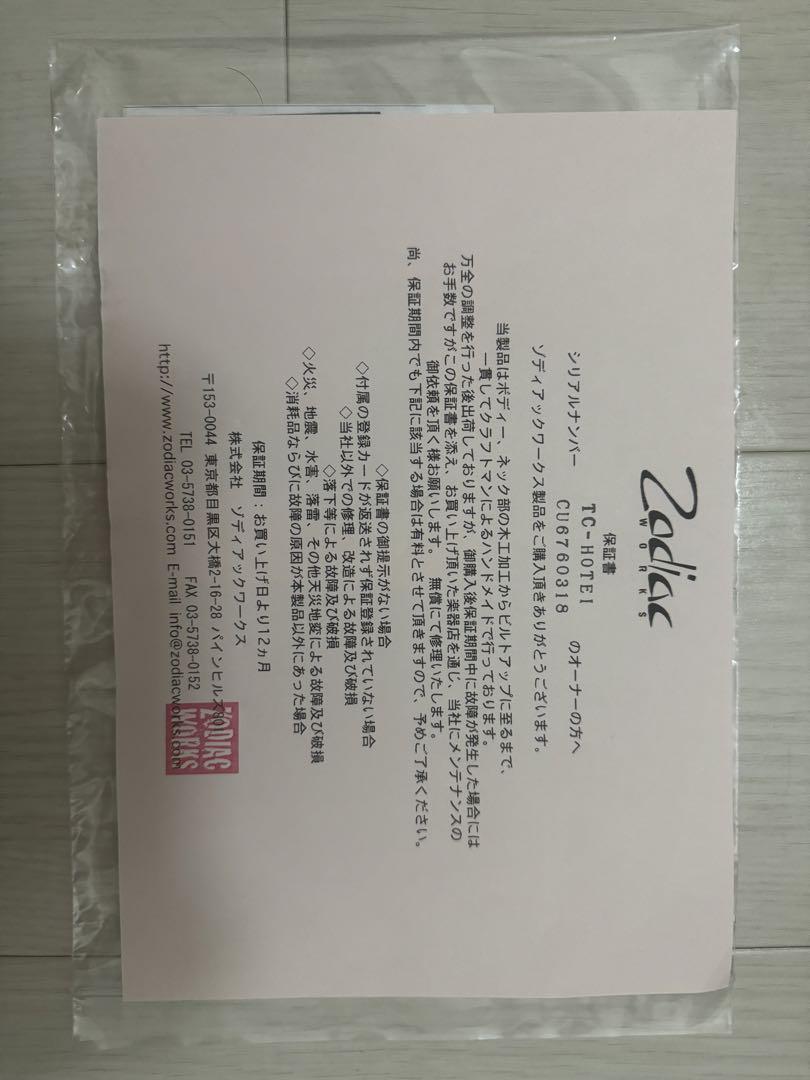 Zodiac
WORKS
保証書
TC-HOTEI
シリアルナンバー CU6760318 のオーナーの方へ
ゾディアックワークス製品をご購入頂きありがとうございます。
当製品はボディー、ネック部の木工加工からビルトアップに至るまで、
一貫してクラフトマンによるハンドメイドで行っております。
万全の調整を行った後出荷しておりますが、御購入後保証期間中に故障が発生した場合には
お手数ですがこの保証書を添え、お買い上げ頂いた楽器店を通じ、当社にメンテナンスの
御依頼を頂く様お願いします。 無償にて修理いたします。
尚、保証期間内でも下記に該当する場合は有料とさせて頂きますので、予めご了承ください。
◇保証書の御提示がない場合
◇付属の登録カードが返送されず保証登録されていない場合
◇当社以外での修理、改造による故障及び破損
◇落下等による故障及び破損
◇火災、地震、水害、落雷、その他天災地変による故障及び破損
◇消耗品ならびに故障の原因が本製品以外にあった場合
保証期間：お買い上げ日より12ヵ月
株式会社 ゾディアックワークス
〒153-0044 東京都目黒区大橋2-16-28 パインヒルズ80
TEL 03-5738-0151 FAX 03-5738-0152
http://www.zodiacworks.com E-mail info@zodiacworks.com
ZODIAC
WORKS